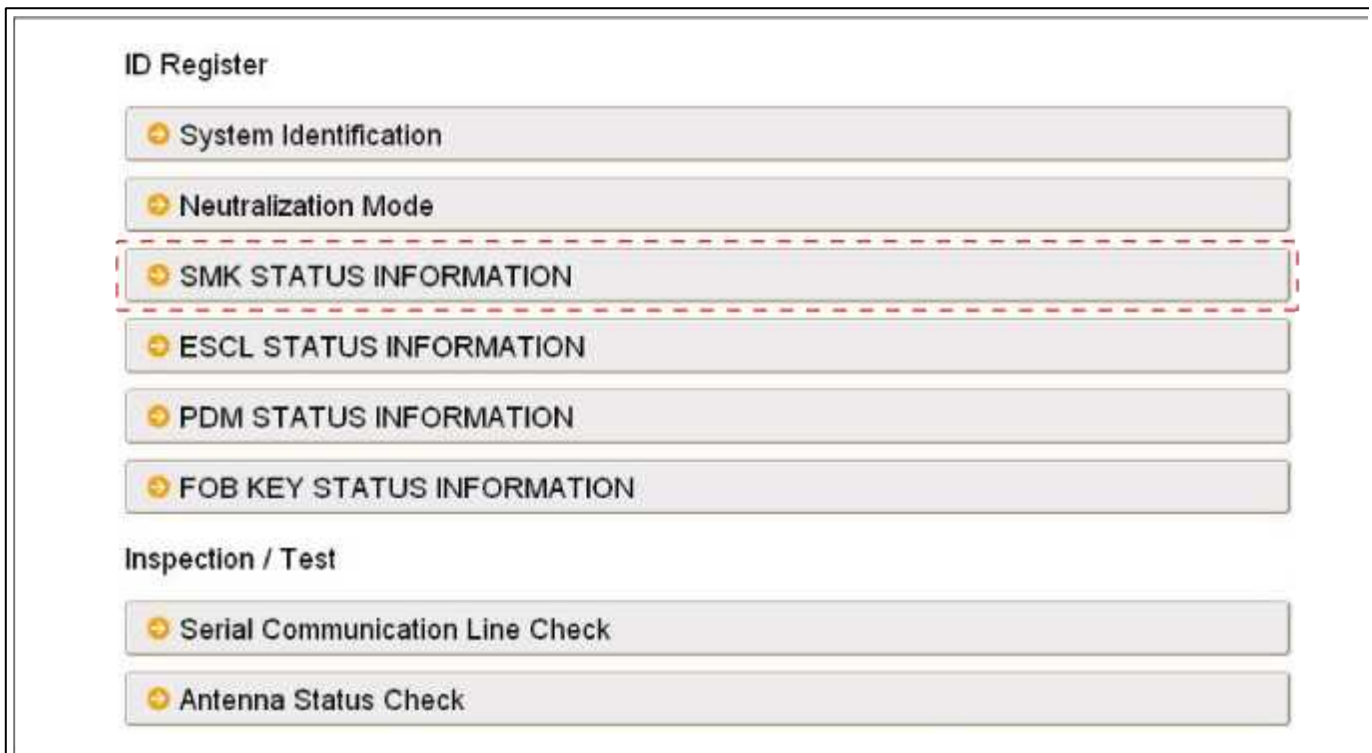 ID Register
System Identification
Neutralization Mode
SMK STATUS INFORMATION
ESCL STATUS INFORMATION
PDM STATUS INFORMATION
FOB KEY STATUS INFORMATION
Inspection / Test
Serial Communication Line Check
Antenna Status Check